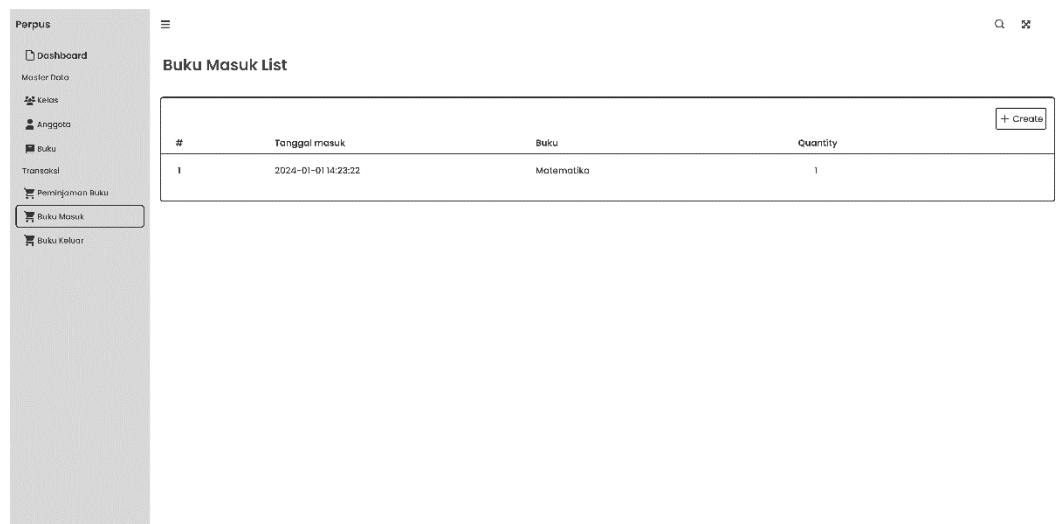 Perpus
Dashboard
Master Data
Kelas
Anggota
Buku
Transaksi
Peminjaman Buku
Buku Masuk
Buku Keluar
Buku Masuk List
+ Create
# Tanggal masuk Buku Quantity
1 2024-01-01 14:23:22 Matematika 1